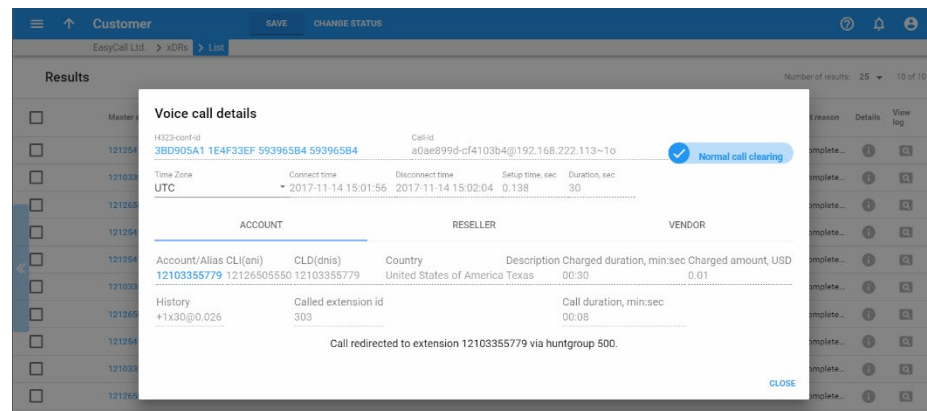 Customer SAVE CHANGE STATUS
EasyCall Ltd. > xDRs > List
Results Number of results: 25 10 of 10
Voice call details
Details View log
H323-conf-id Call-id
3BD905A1 1E4F33EF 593965B4 593965B4 a0ae899d-cf4103b4@192.168.222.113~1o Normal call clearing
Time Zone Connect time Disconnect time Setup time, sec Duration, sec
UTC 2017-11-14 15:01:56 2017-11-14 15:02:04 0.138 30
ACCOUNT RESELLER VENDOR
Account/Alias CLI(ani) CLD(dnis) Country Description Charged duration, min:sec Charged amount, USD
12103355779 12126505550 12103355779 United States of America Texas 00:30 0.01
History Called extension id Call duration, min:sec
+1x30@0.026 303 00:08
Call redirected to extension 12103355779 via huntgroup 500.
CLOSE